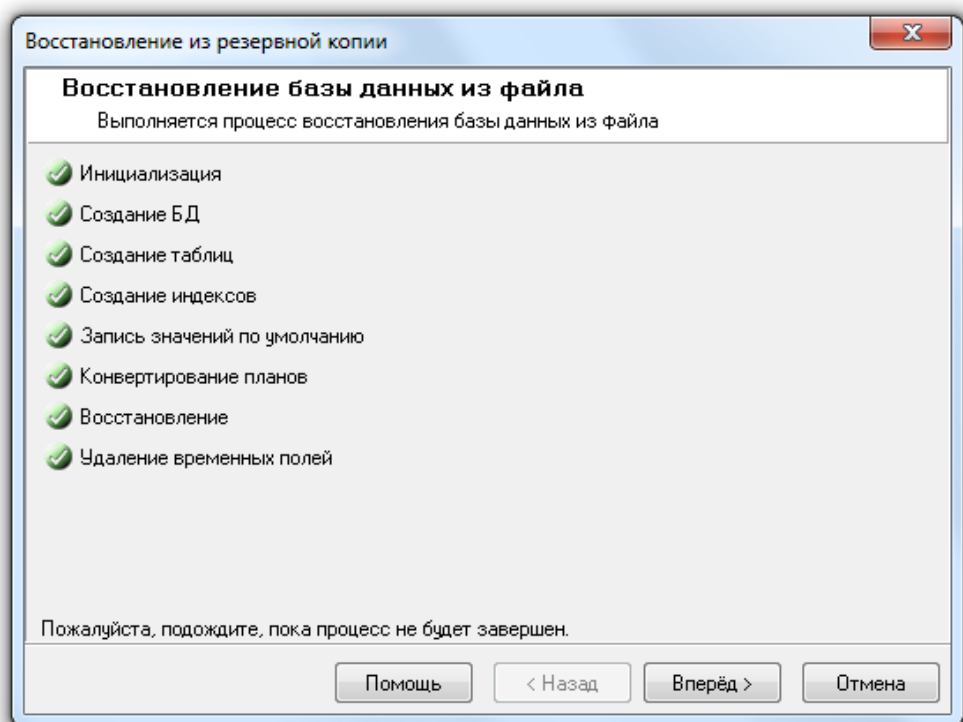 Восстановление из резервной копии
Восстановление базы данных из файла
Выполняется процесс восстановления базы данных из файла
Инициализация
Создание БД
Создание таблиц
Создание индексов
Запись значений по умолчанию
Конвертирование планов
Восстановление
Удаление временных полей
Пожалуйста, подождите, пока процесс не будет завершен.
Помощь < Назад Вперёд > Отмена